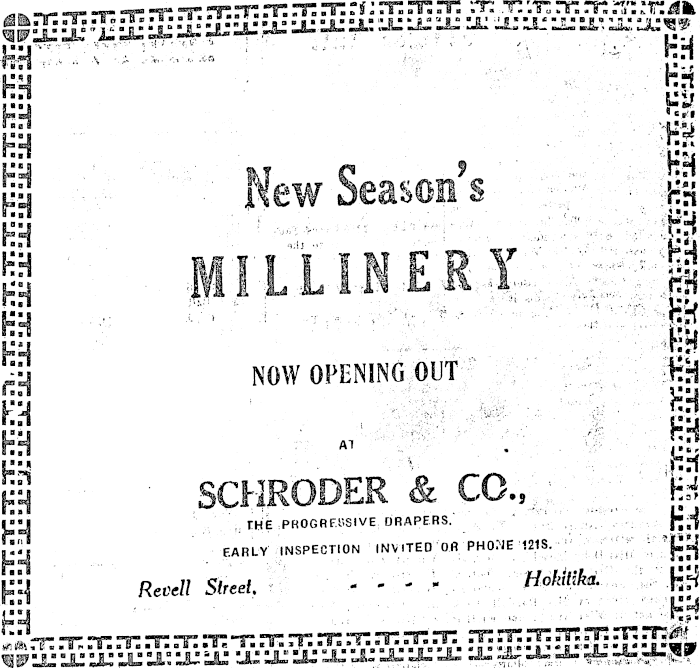 New Season's
MILLINERY
NOW OPENING OUT
AT
SCHRODER & CO.,
THE PROGRESSIVE DRAPERS.
EARLY INSPECTION INVITED OR PHONE 121S.
Revell Street, - - - - Hokitika.